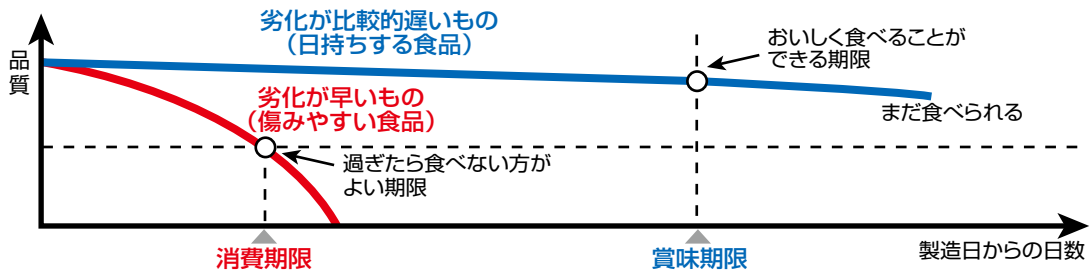 劣化が比較的遅いもの
（日持ちする食品）
おいしく食べることが
できる期限
品質
劣化が早いもの
（傷みやすい食品）
まだ食べられる
過ぎたら食べない方が
よい期限
消費期限
賞味期限
製造日からの日数